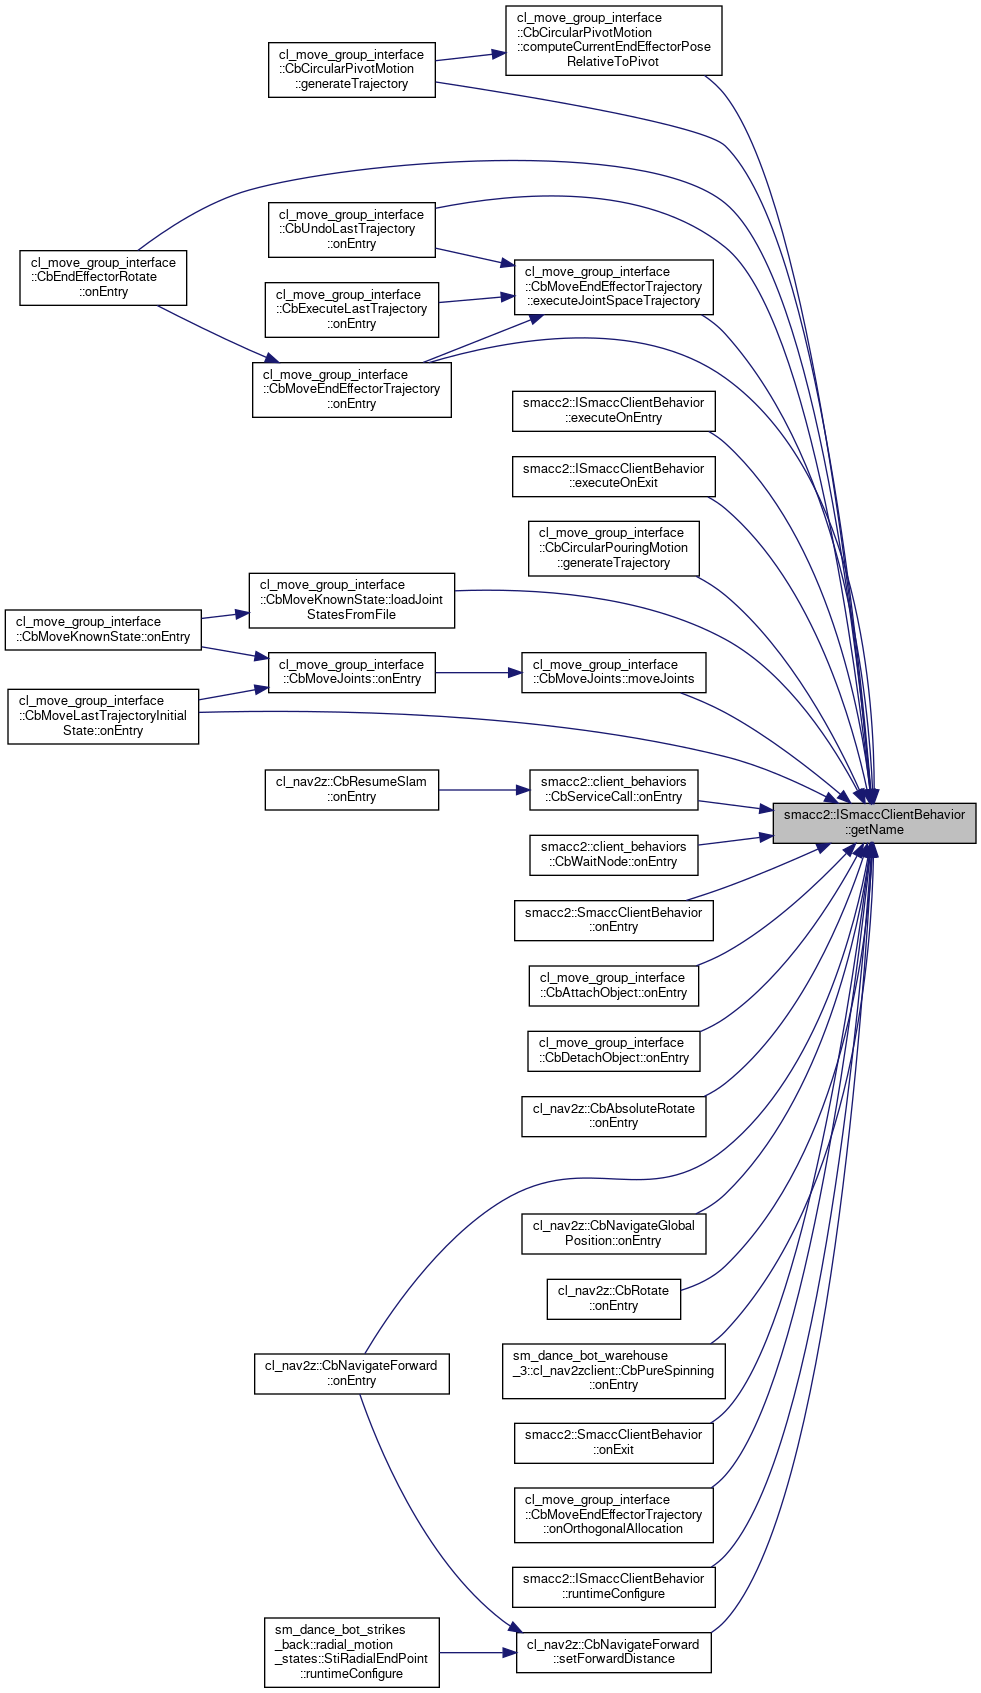 cl_move_group_interface
::CbCircularPivotMotion
::computeCurrentEndEffectorPose
RelativeToPivot
cl_move_group_interface
::CbCircularPivotMotion
::generateTrajectory
cl_move_group_interface
::CbUndoLastTrajectory
::onEntry
cl_move_group_interface
::CbEndEffectorRotate
::onEntry
cl_move_group_interface
::CbMoveEndEffectorTrajectory
::executeJointSpaceTrajectory
cl_move_group_interface
::CbExecuteLastTrajectory
::onEntry
cl_move_group_interface
::CbMoveEndEffectorTrajectory
::onEntry
smacc2::ISmaccClientBehavior
::executeOnEntry
smacc2::ISmaccClientBehavior
::executeOnExit
cl_move_group_interface
::CbCircularPouringMotion
::generateTrajectory
cl_move_group_interface
::CbMoveKnownState::loadJoint
StatesFromFile
cl_move_group_interface
::CbMoveKnownState::onEntry
cl_move_group_interface
::CbMoveJoints::onEntry
cl_move_group_interface
::CbMoveJoints::moveJoints
cl_move_group_interface
::CbMoveLastTrajectoryInitial
State::onEntry
cl_nav2z::CbResumeSlam
::onEntry
smacc2::client_behaviors
::CbServiceCall::onEntry
smacc2::ISmaccClientBehavior
::getName
smacc2::client_behaviors
::CbWaitNode::onEntry
smacc2::SmaccClientBehavior
::onEntry
cl_move_group_interface
::CbAttachObject::onEntry
cl_move_group_interface
::CbDetachObject::onEntry
cl_nav2z::CbAbsoluteRotate
::onEntry
cl_nav2z::CbNavigateGlobal
Position::onEntry
cl_nav2z::CbRotate
::onEntry
sm_dance_bot_warehouse
_3::cl_nav2zclient::CbPureSpinning
::onEntry
cl_nav2z::CbNavigateForward
::onEntry
smacc2::SmaccClientBehavior
::onExit
cl_move_group_interface
::CbMoveEndEffectorTrajectory
::onOrthogonalAllocation
smacc2::ISmaccClientBehavior
::runtimeConfigure
sm_dance_bot_strikes
_back::radial_motion
_states::StiRadialEndPoint
::runtimeConfigure
cl_nav2z::CbNavigateForward
::setForwardDistance